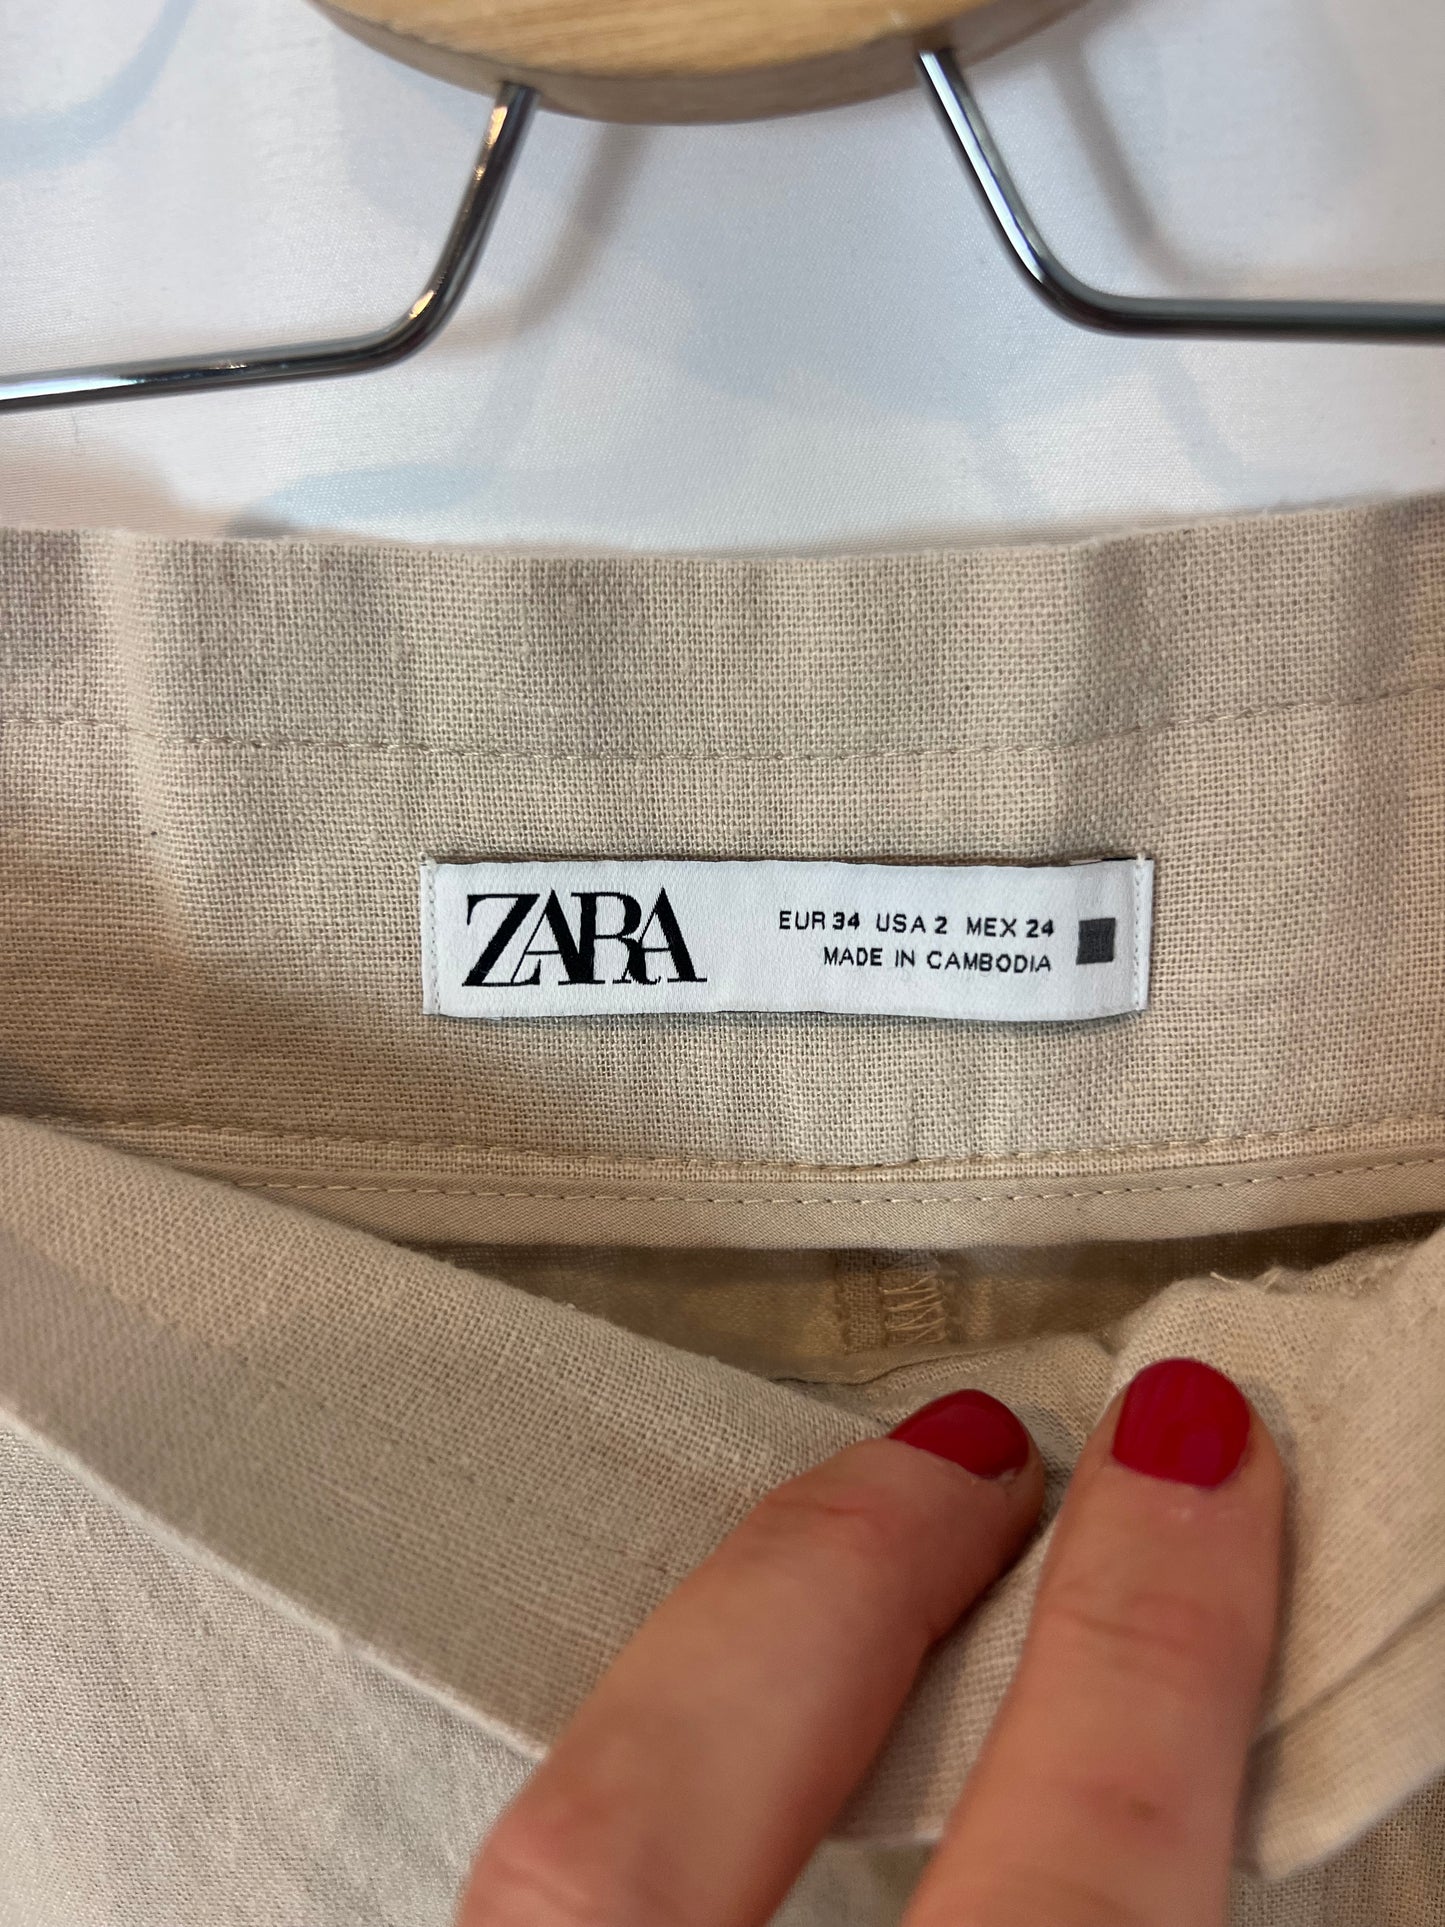 ZARA
EUR 34 USA 2 MEX 24
MADE IN CAMBODIA